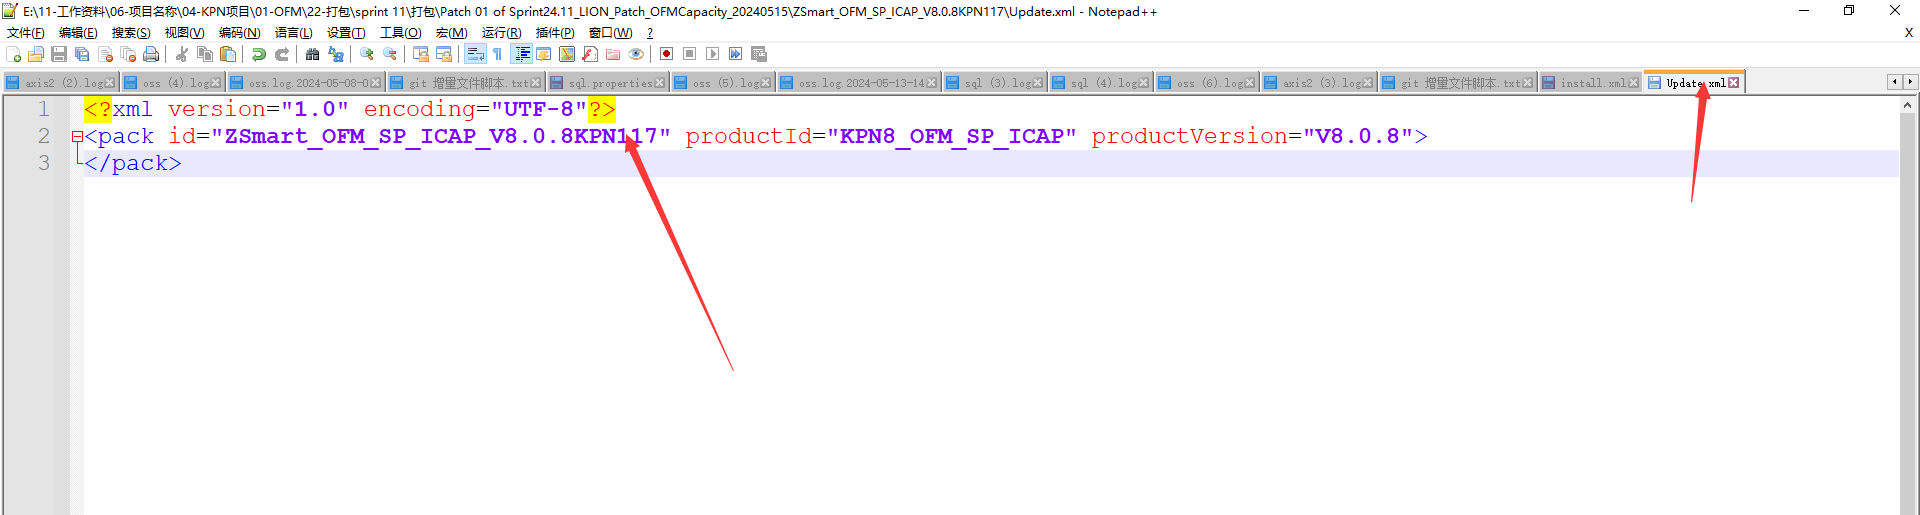 E:\11-工作资料\06-项目名称\04-KPN项目\01-OFM\22-打包\sprint 11\打包\Patch 01 of Sprint24.11_LION_Patch_OFMCapacity_20240515\ZSmart_OFM_SP_ICAP_V8.0.8KPN117\Update.xml - Notepad++
文件(F) 编辑(E) 搜索(S) 视图(V) 编码(N) 语言(L) 设置(T) 工具(O) 宏(M) 运行(R) 插件(P) 窗口(W) ? X
axis2 (2).log oss (4).log oss.log.2024-05-08-0 git 增量文件脚本.txt sql.properties oss (5).log oss.log.2024-05-13-14 sql (3).log sql (4).log oss (6).log axis2 (3).log git 增量文件脚本.txt install.xml Update.xml
1 <?xml version="1.0" encoding="UTF-8"?>
2 <pack id="ZSmart_OFM_SP_ICAP_V8.0.8KPN117" productId="KPN8_OFM_SP_ICAP" productVersion="V8.0.8">
3 </pack>